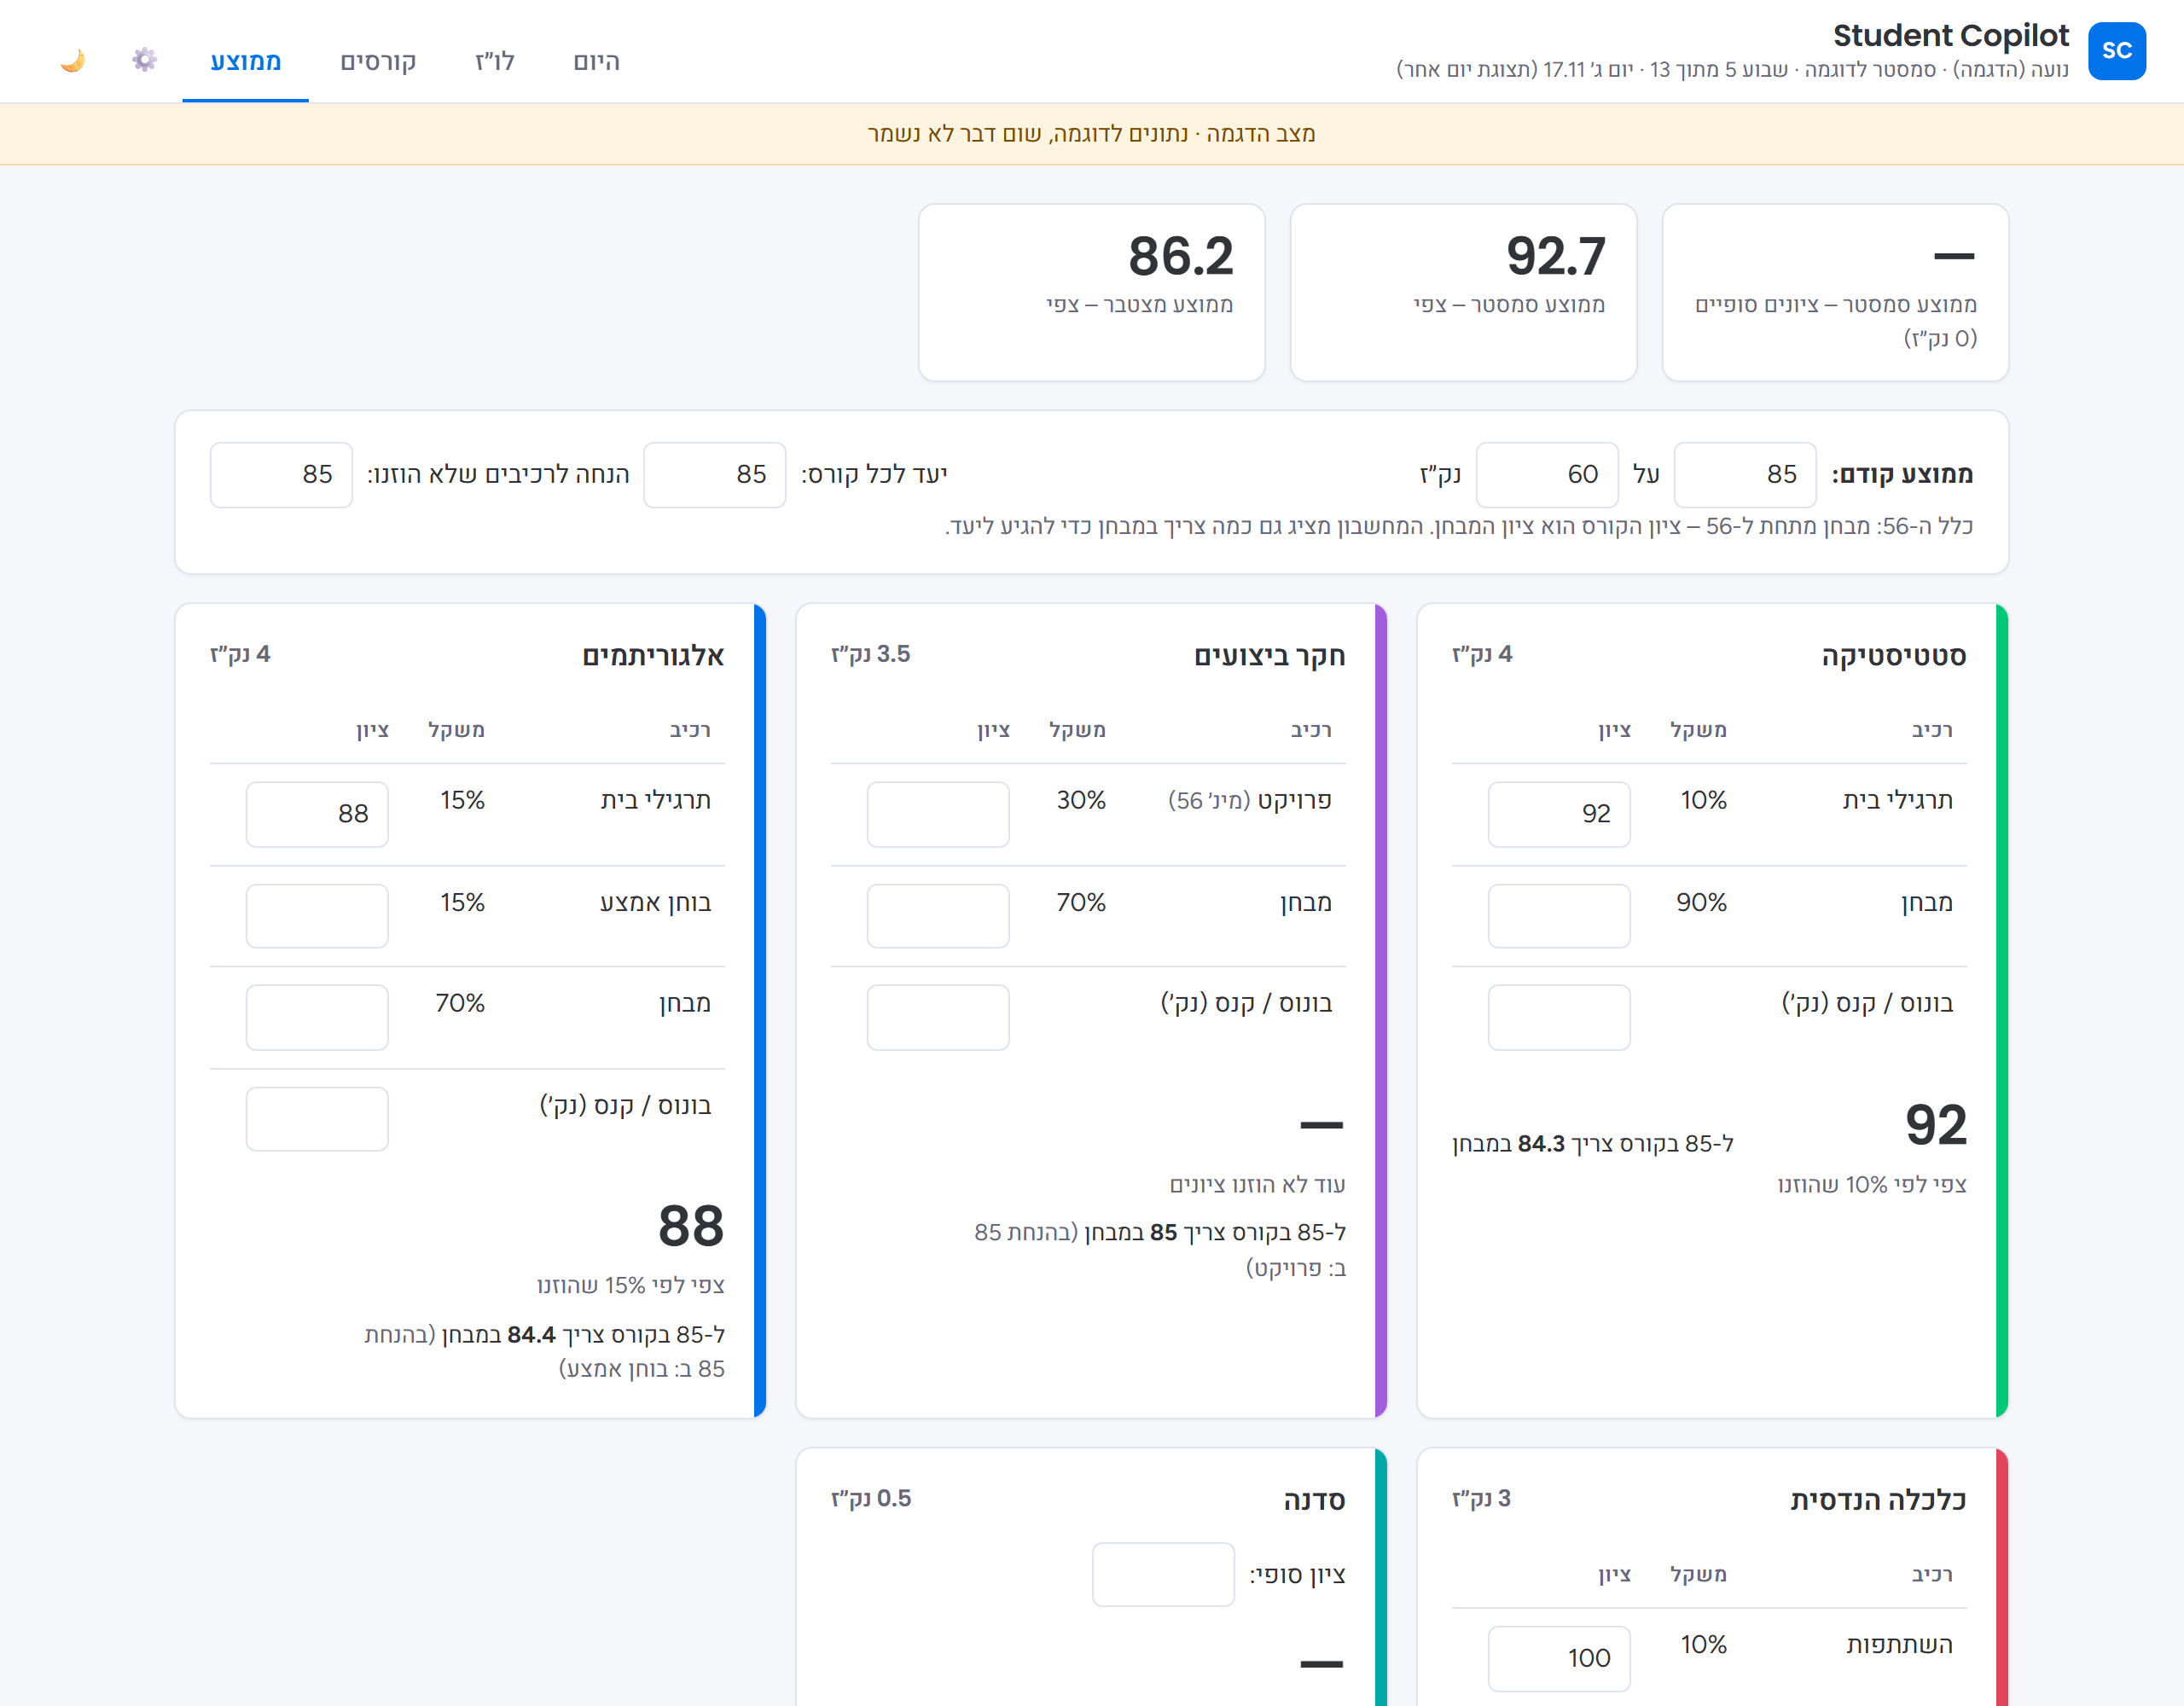 SC
Student Copilot
נועה (הדגמה) · סמסטר לדוגמה · שבוע 5 מתוך 13 · יום ג׳ 17.11 (תצוגת יום אחר)
היום
לו״ז
קורסים
ממוצע
מצב הדגמה · נתונים לדוגמה, שום דבר לא נשמר
—
ממוצע סמסטר – ציונים סופיים
(0 נק״ז)
92.7
ממוצע סמסטר – צפי
86.2
ממוצע מצטבר – צפי
ממוצע קודם: 85 על 60 נק״ז
יעד לכל קורס: 85 הנחה לרכיבים שלא הוזנו: 85
כלל ה-56: מבחן מתחת ל-56 – ציון הקורס הוא ציון המבחן. המחשבון מציג גם כמה צריך במבחן כדי להגיע ליעד.
סטטיסטיקה 4 נק״ז
רכיב משקל ציון
תרגילי בית 10% 92
מבחן 90%
בונוס / קנס (נק׳)
92
צפי לפי 10% שהוזנו
ל-85 בקורס צריך 84.3 במבחן
חקר ביצועים 3.5 נק״ז
רכיב משקל ציון
פרויקט (מינ׳ 56) 30%
מבחן 70%
בונוס / קנס (נק׳)
—
עוד לא הוזנו ציונים
ל-85 בקורס צריך 85 במבחן (בהנחת 85
ב: פרויקט)
אלגוריתמים 4 נק״ז
רכיב משקל ציון
תרגילי בית 15% 88
בוחן אמצע 15%
מבחן 70%
בונוס / קנס (נק׳)
88
צפי לפי 15% שהוזנו
ל-85 בקורס צריך 84.4 במבחן (בהנחת
85 ב: בוחן אמצע)
כלכלה הנדסית 3 נק״ז
רכיב משקל ציון
השתתפות 10% 100
סדנה 0.5 נק״ז
ציון סופי:
—